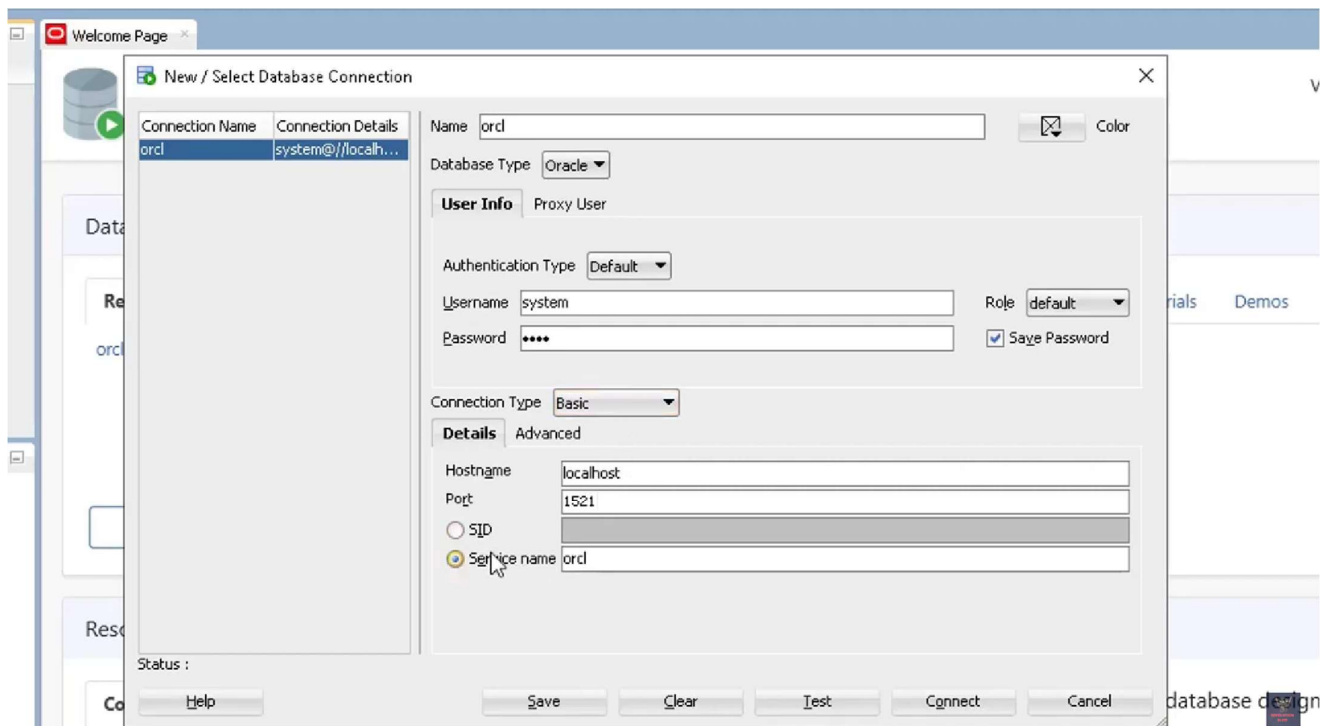 Welcome Page
New / Select Database Connection
V
Connection Name Connection Details
orcl system@//localh...
Name orcl Color
Database Type Oracle
User Info Proxy User
Authentication Type Default
Username system Role default
Password •••• Save Password
Connection Type Basic
Details Advanced
Hostname localhost
Port 1521
SID
Service name orcl
Status :
Help Save Clear Test Connect Cancel
Data
Re
rials Demos
orcl
Reso
Co
database design